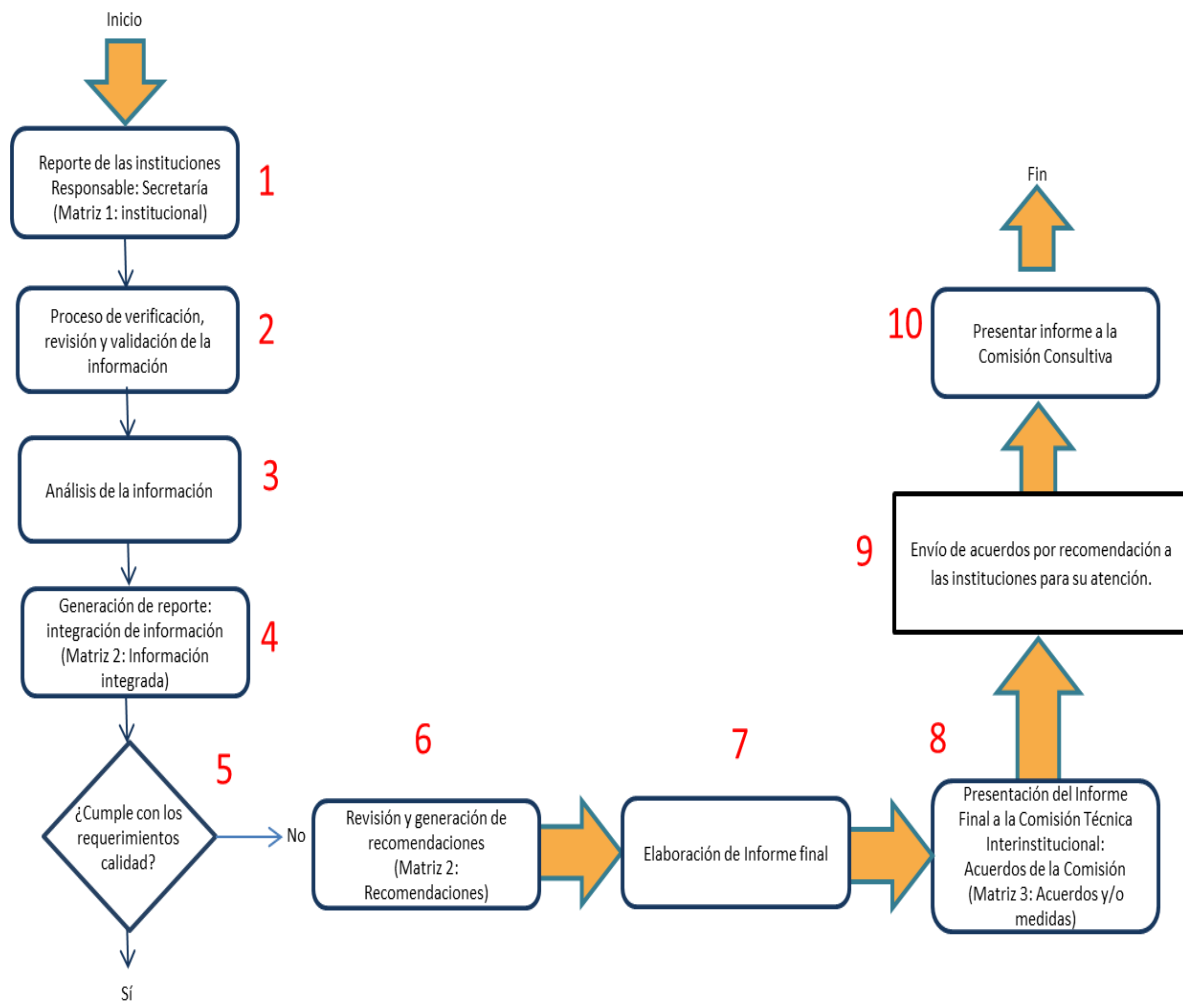 Inicio
Reporte de las instituciones
Responsable: Secretaría
(Matriz 1: institucional)
1
Proceso de verificación,
revisión y validación de la
información
2
Análisis de la información
3
Generación de reporte:
integración de información
(Matriz 2: Información
integrada)
4
¿Cumple con los
requerimientos
calidad?
5
No
Sí
Revisión y generación de
recomendaciones
(Matriz 2:
Recomendaciones)
6
Elaboración de Informe final
7
Presentación del Informe
Final a la Comisión Técnica
Interinstitucional:
Acuerdos de la Comisión
(Matriz 3: Acuerdos y/o
medidas)
8
Envío de acuerdos por recomendación a
las instituciones para su atención.
9
Presentar informe a la
Comisión Consultiva
10
Fin